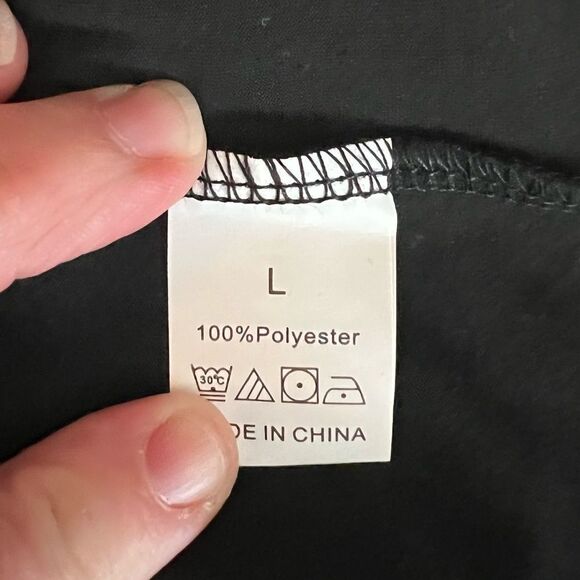 L
100%Polyester
30°C
DE IN CHINA